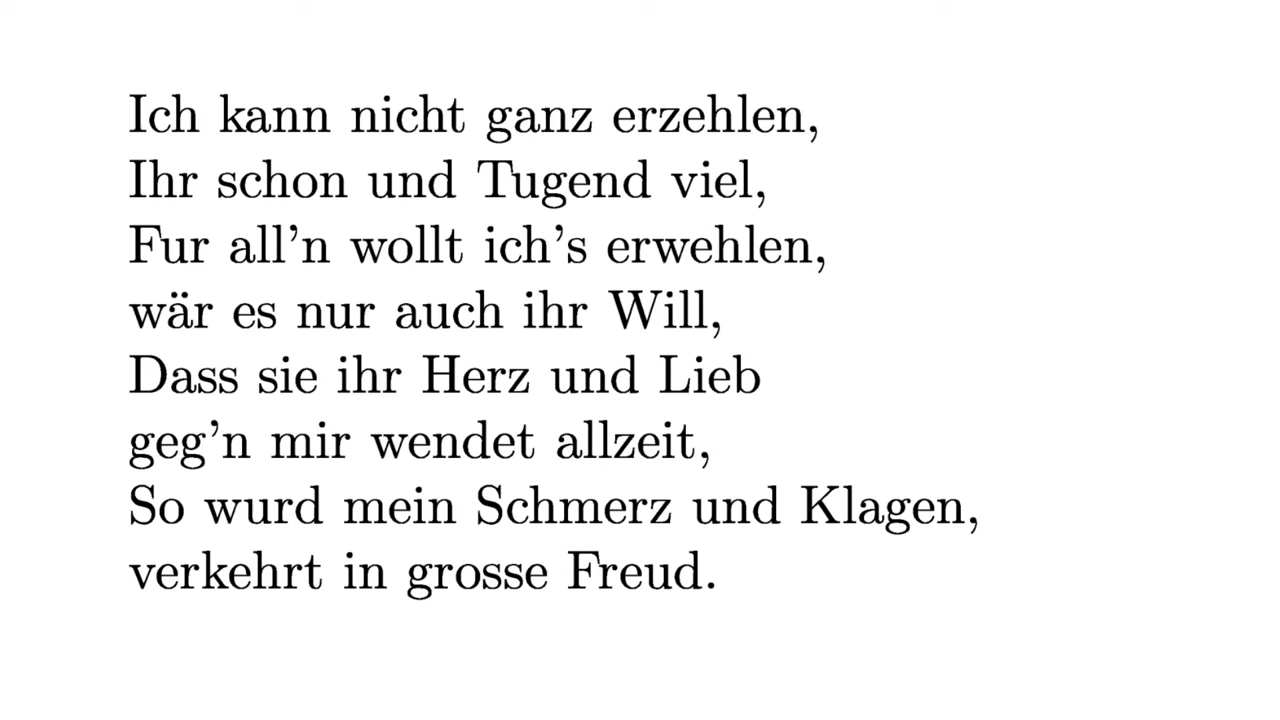 Ich kann nicht ganz erzehlen,
Ihr schon und Tugend viel,
Fur all’n wollt ich’s erwehlen,
wär es nur auch ihr Will,
Dass sie ihr Herz und Lieb
geg’n mir wendet allzeit,
So wurd mein Schmerz und Klagen,
verkehrt in grosse Freud.